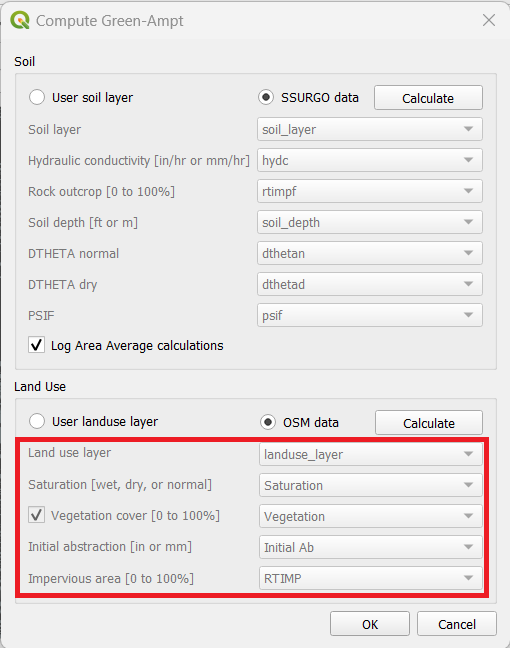 Compute Green-Ampt
Soil
User soil layer SSURGO data Calculate
Soil layer soil_layer
Hydraulic conductivity [in/hr or mm/hr] hydc
Rock outcrop [0 to 100%] rtimpf
Soil depth [ft or m] soil_depth
DTHETA normal dthetan
DTHETA dry dthetad
PSIF psif
Log Area Average calculations
Land Use
User landuse layer OSM data Calculate
Land use layer landuse_layer
Saturation [wet, dry, or normal] Saturation
Vegetation cover [0 to 100%] Vegetation
Initial abstraction [in or mm] Initial Ab
Impervious area [0 to 100%] RTIMP
OK Cancel